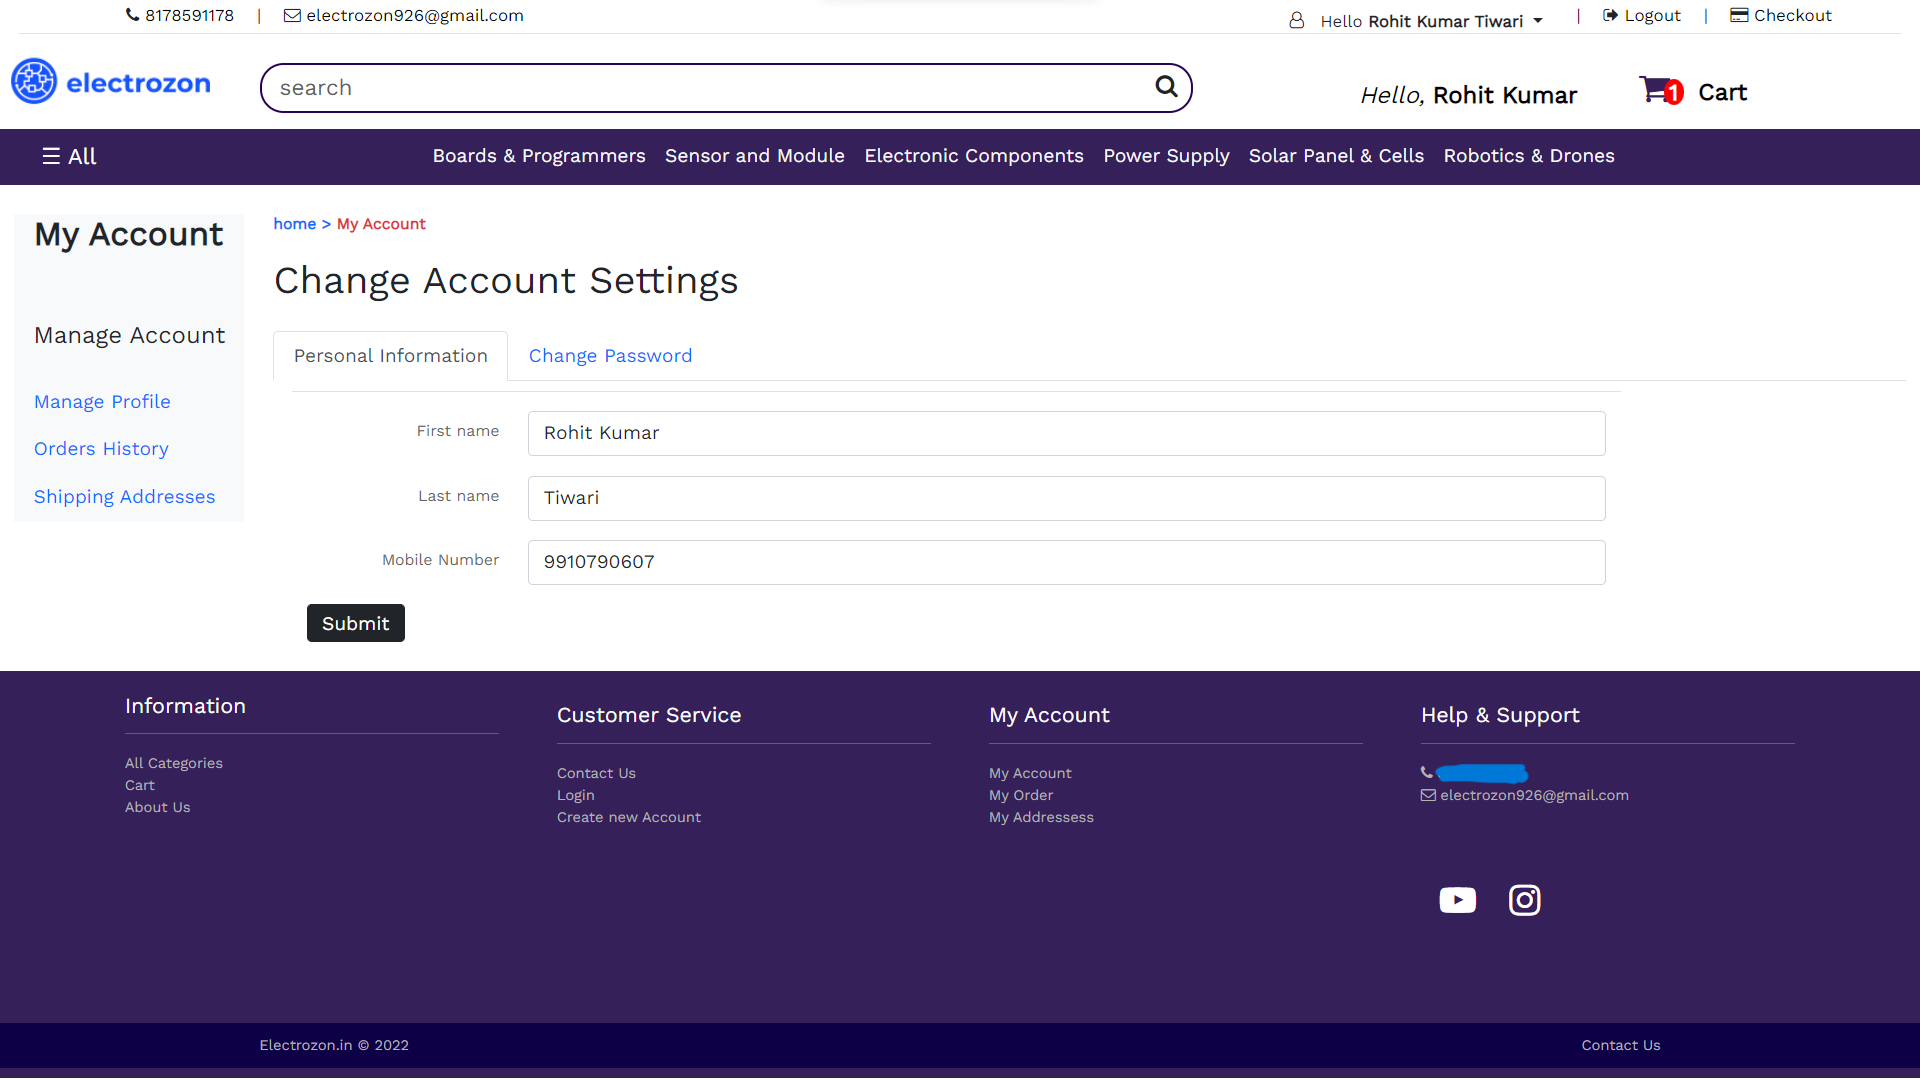 8178591178 | electrozon926@gmail.com
Hello Rohit Kumar Tiwari | Logout | Checkout
electrozon
search
Hello, Rohit Kumar
1 Cart
☰ All
Boards & Programmers Sensor and Module Electronic Components Power Supply Solar Panel & Cells Robotics & Drones
My Account
Manage Account
Manage Profile
Orders History
Shipping Addresses
home > My Account
Change Account Settings
Personal Information Change Password
First name Rohit Kumar
Last name Tiwari
Mobile Number 9910790607
Submit
Information
All Categories
Cart
About Us
Customer Service
Contact Us
Login
Create new Account
My Account
My Account
My Order
My Addressess
Help & Support
electrozon926@gmail.com
Electrozon.in © 2022
Contact Us